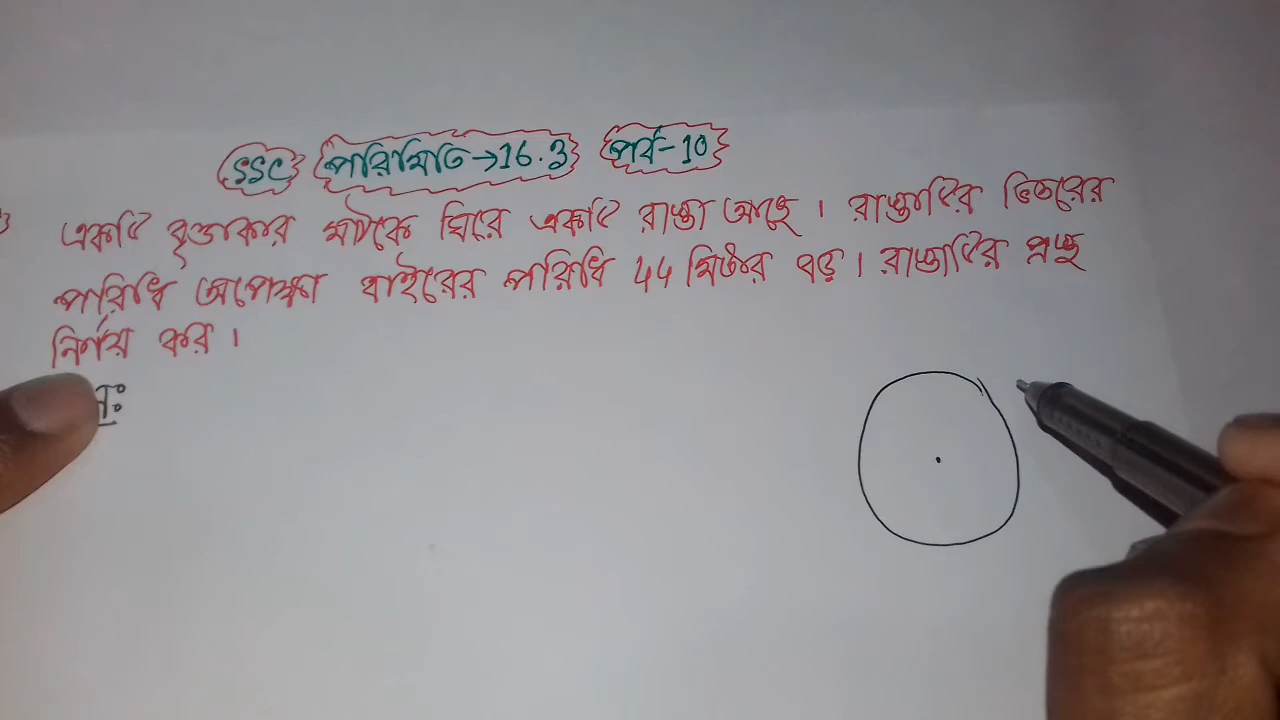 SSC পরিমিতি→16.3 পর্ব-10
একটি বৃত্তাকার মাঠকে ঘিরে একটি রাস্তা আছে। রাস্তাটির ভিতরের
পরিধি অপেক্ষা বাইরের পরিধি 44 মিটার বড়। রাস্তাটির প্রস্থ
নির্ণয় কর।